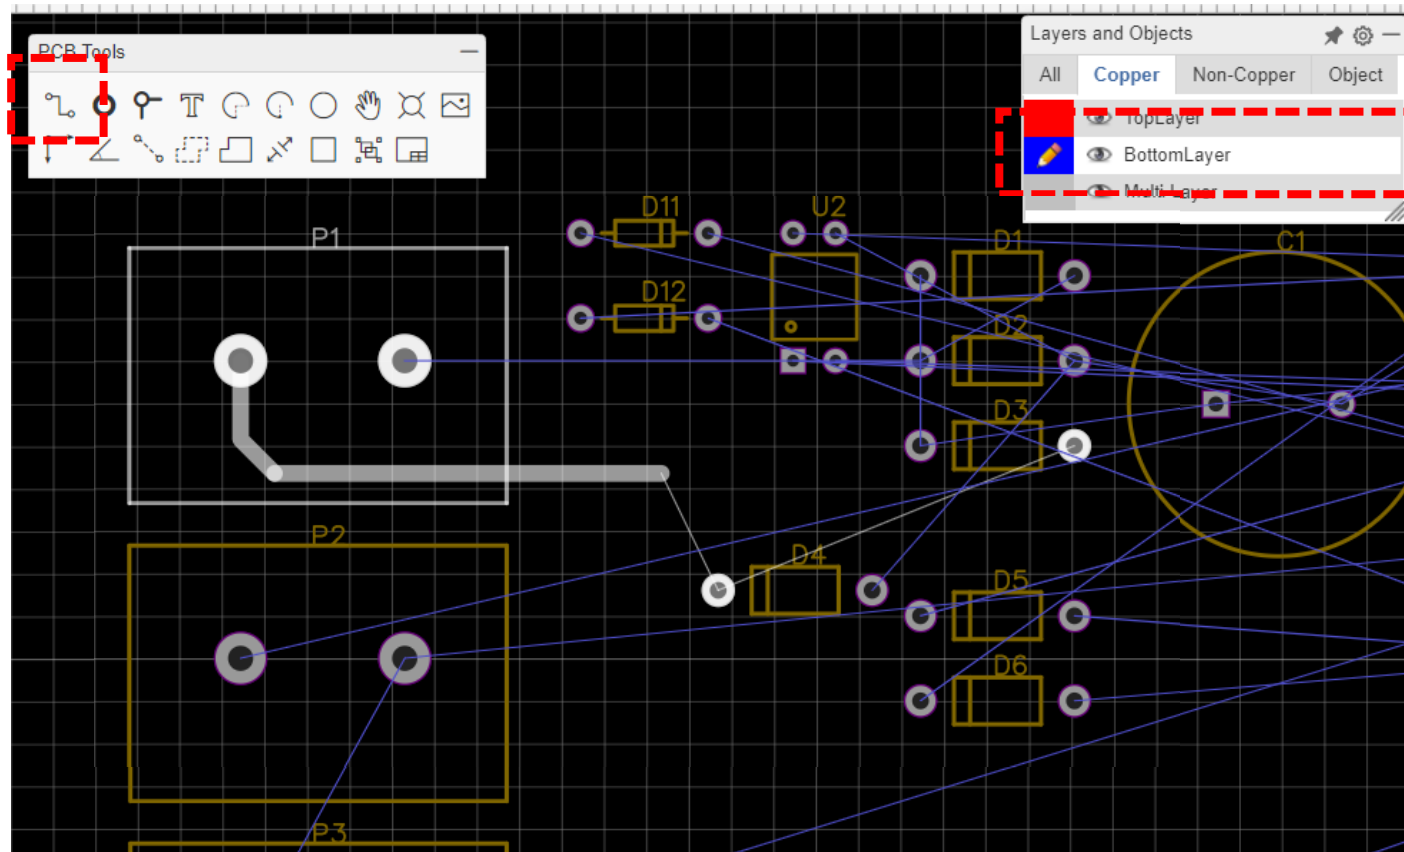 PCB Tools
Layers and Objects
All Copper Non-Copper Object
TopLayer
BottomLayer
Multi-Layer
D11
U2
P1
D1
C1
D12
D2
D3
P2
D4
D5
D6
P3